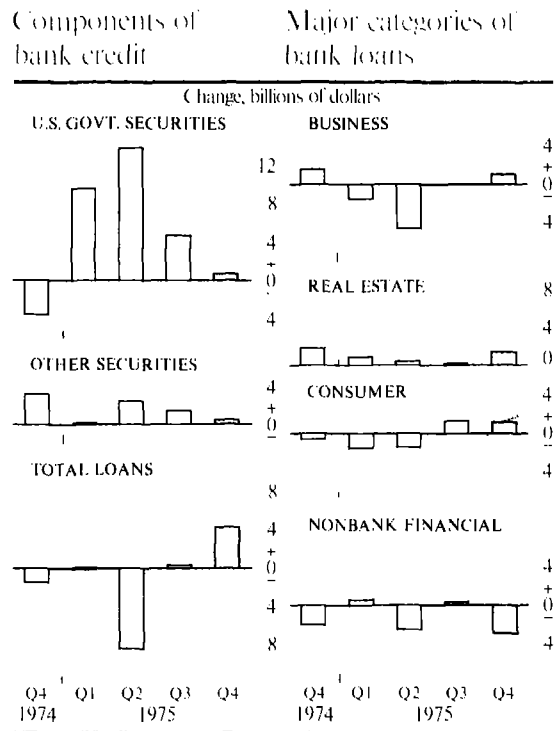 Components of
bank credit
Major categories of
bank loans
Change, billions of dollars
U.S. GOVT. SECURITIES
12
8
4
+
0
−
4
OTHER SECURITIES
4
+
0
−
TOTAL LOANS
8
4
+
0
−
4
8
Q4 Q1 Q2 Q3 Q4
1974 1975
BUSINESS
4
+
0
−
4
REAL ESTATE
8
4
0
CONSUMER
4
+
0
−
4
NONBANK FINANCIAL
4
+
0
−
4
Q4 Q1 Q2 Q3 Q4
1974 1975